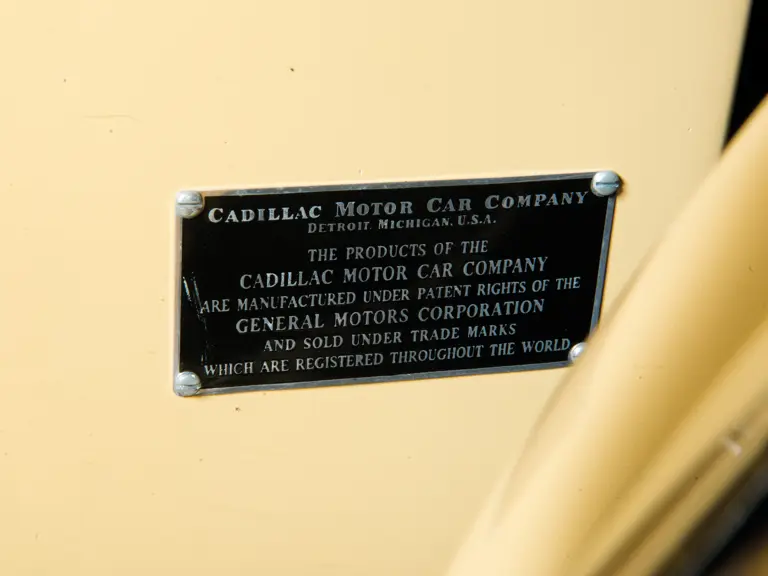 CADILLAC MOTOR CAR COMPANY
DETROIT, MICHIGAN, U.S.A.
THE PRODUCTS OF THE
CADILLAC MOTOR CAR COMPANY
ARE MANUFACTURED UNDER PATENT RIGHTS OF THE
GENERAL MOTORS CORPORATION
AND SOLD UNDER TRADE MARKS
WHICH ARE REGISTERED THROUGHOUT THE WORLD